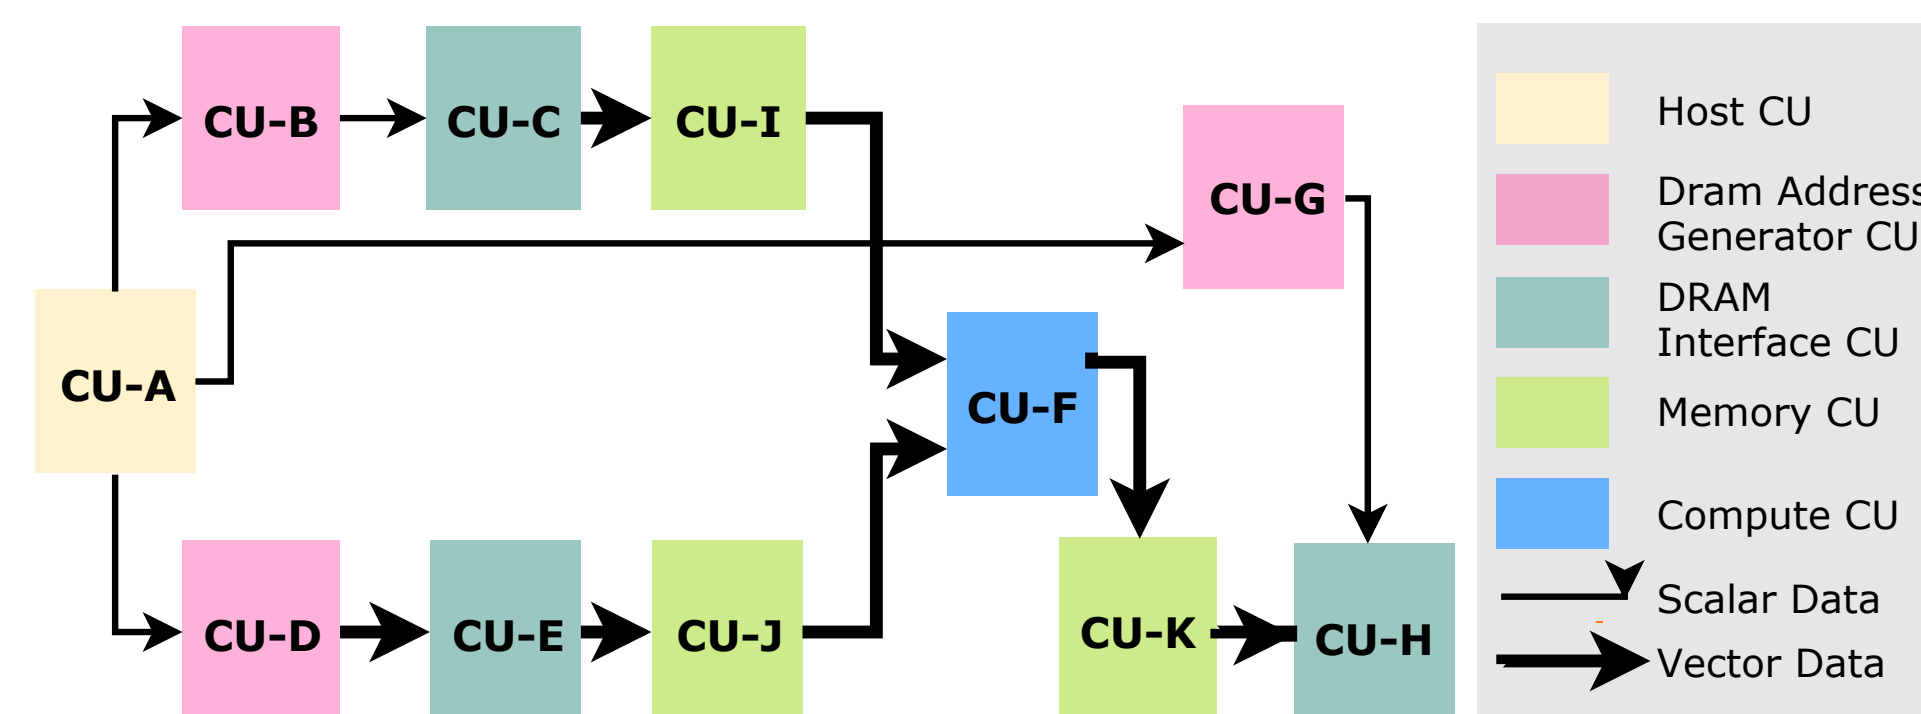 CU-B
CU-C
CU-I
CU-G
CU-A
CU-F
CU-D
CU-E
CU-J
CU-K
CU-H
Host CU
Dram Address
Generator CU
DRAM
Interface CU
Memory CU
Compute CU
Scalar Data
Vector Data